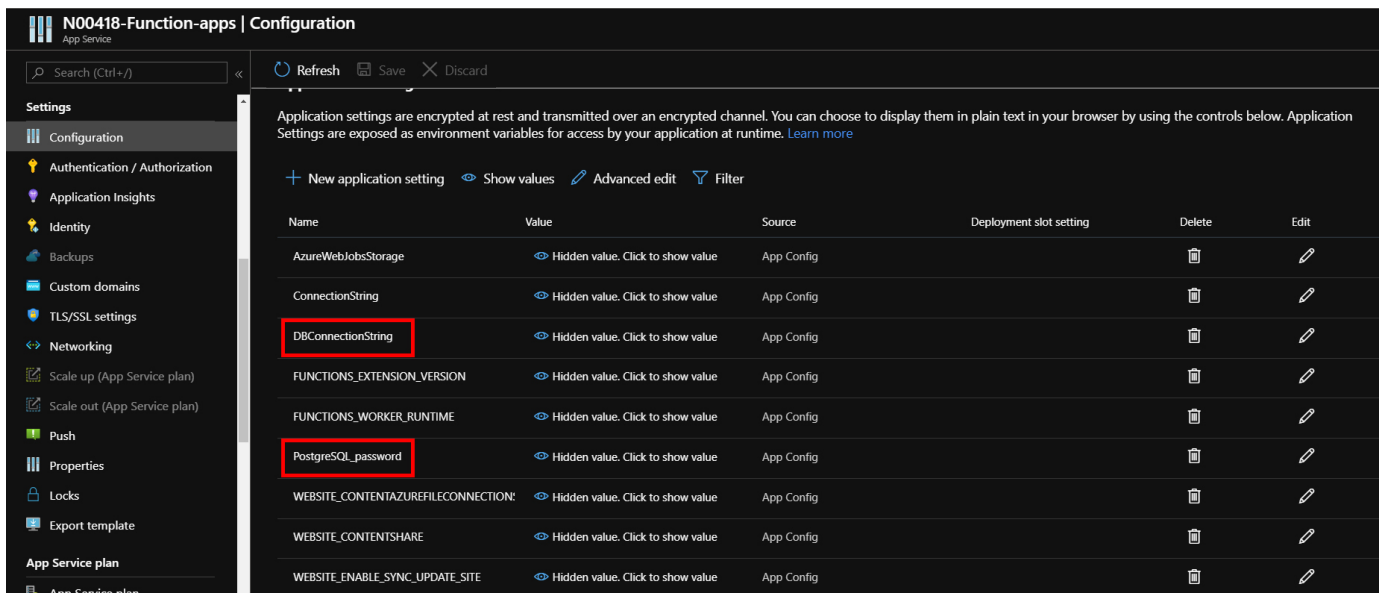 N00418-Function-apps | Configuration
App Service
Search (Ctrl+/)
«
Refresh
Save
Discard
Settings
Configuration
Authentication / Authorization
Application Insights
Identity
Backups
Custom domains
TLS/SSL settings
Networking
Scale up (App Service plan)
Scale out (App Service plan)
Push
Properties
Locks
Export template
App Service plan
App Service plan
Application settings are encrypted at rest and transmitted over an encrypted channel. You can choose to display them in plain text in your browser by using the controls below. Application
Settings are exposed as environment variables for access by your application at runtime. Learn more
New application setting Show values Advanced edit Filter
Name Value Source Deployment slot setting Delete Edit
AzureWebJobsStorage Hidden value. Click to show value App Config
ConnectionString Hidden value. Click to show value App Config
DBConnectionString Hidden value. Click to show value App Config
FUNCTIONS_EXTENSION_VERSION Hidden value. Click to show value App Config
FUNCTIONS_WORKER_RUNTIME Hidden value. Click to show value App Config
PostgreSQL_password Hidden value. Click to show value App Config
WEBSITE_CONTENTAZUREFILECONNECTION Hidden value. Click to show value App Config
WEBSITE_CONTENTSHARE Hidden value. Click to show value App Config
WEBSITE_ENABLE_SYNC_UPDATE_SITE Hidden value. Click to show value App Config